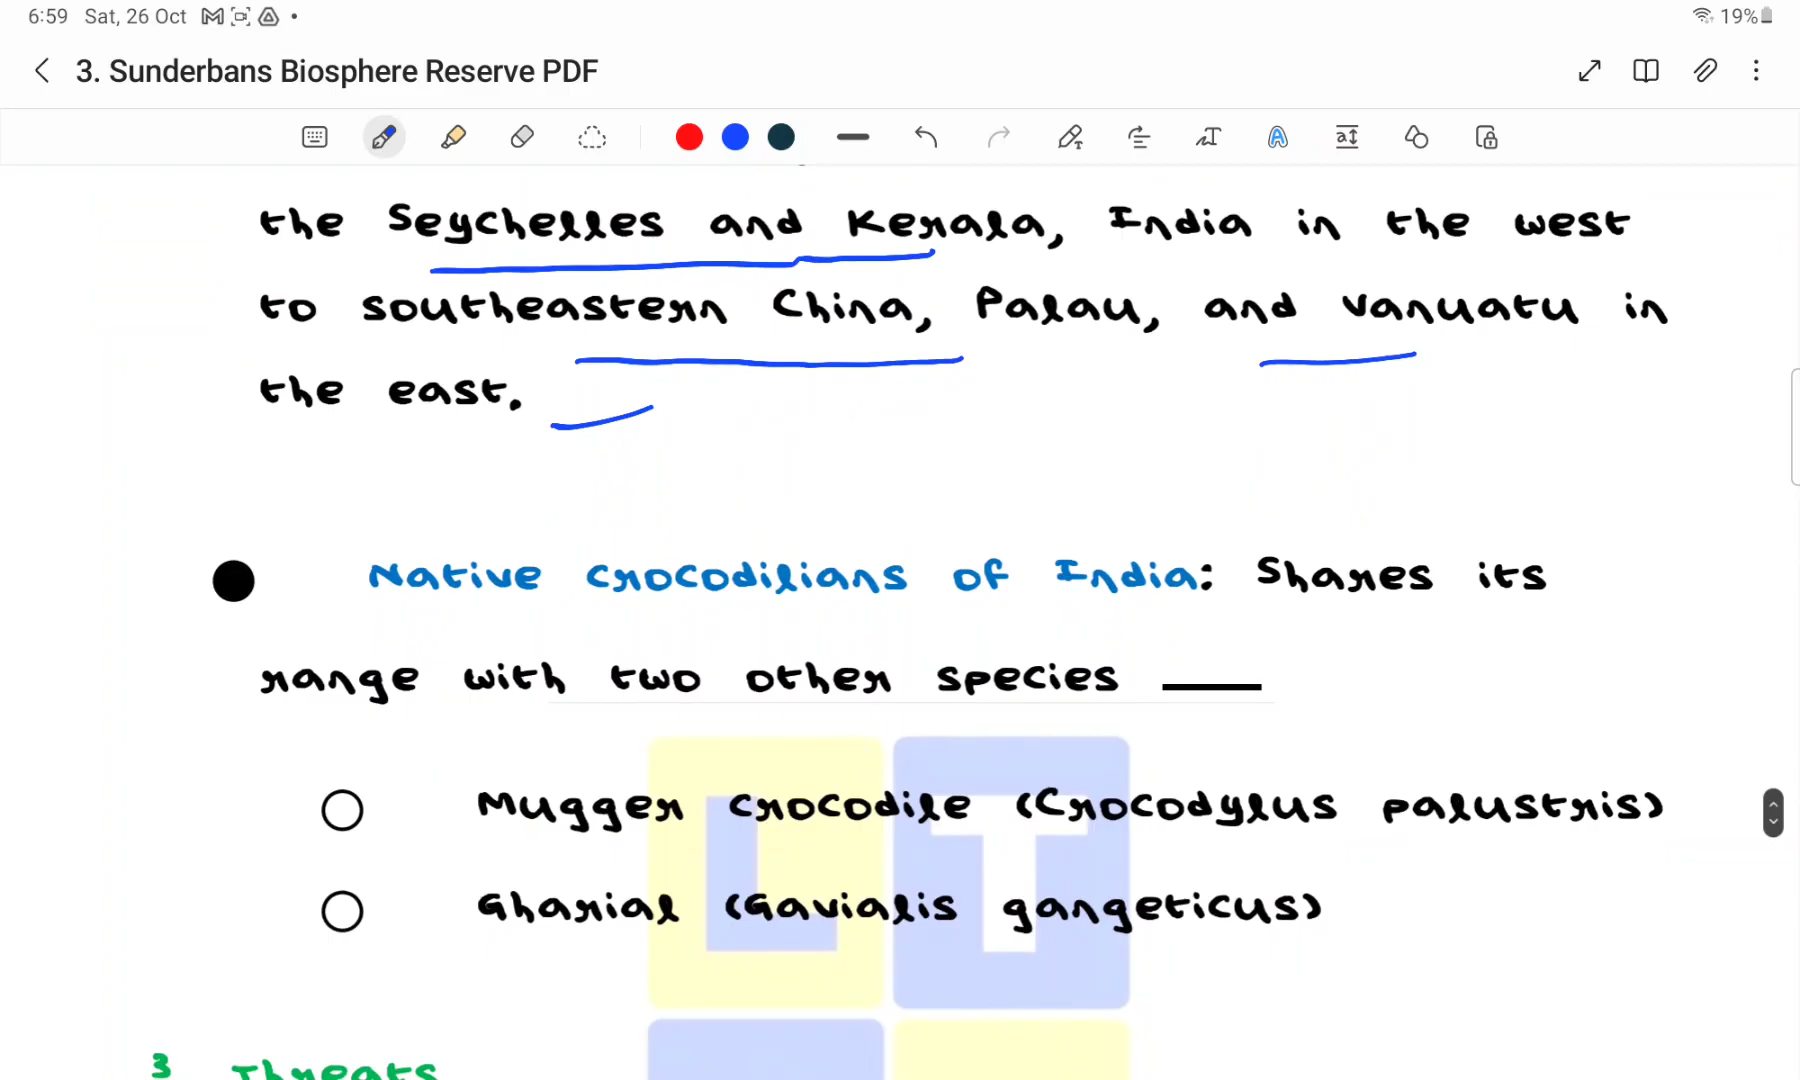 6:59 Sat, 26 Oct
19%
3. Sunderbans Biosphere Reserve PDF
the Seychelles and Kerala, India in the west
to southeastern China, Palau, and Vanuatu in
the east.
Native crocodilians of India: Shares its
range with two other species
Mugger crocodile (Crocodylus palustris)
Gharial (Gavialis gangeticus)
3 Threats